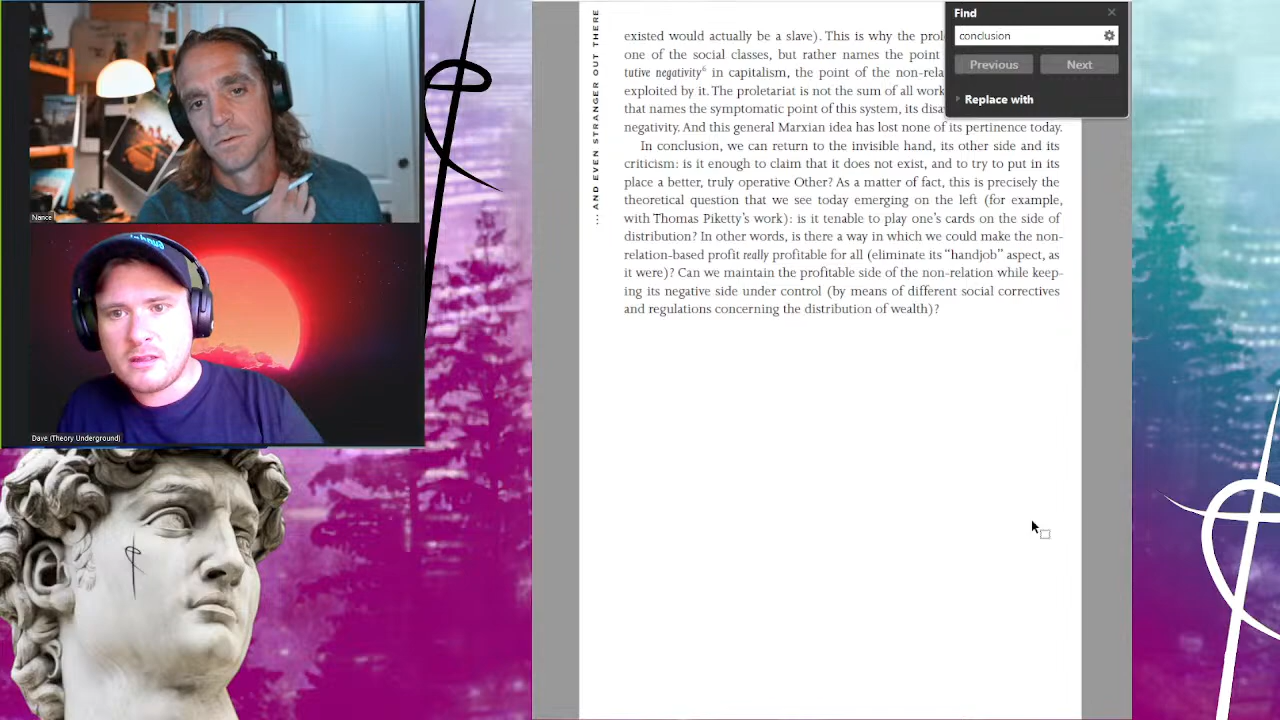 Nance
Dave (Theory Underground)
... AND EVEN STRANGER OUT THERE
existed would actually be a slave). This is why the
one of the social classes, but rather names the point
tutive negativity⁶ in capitalism, the point of the
exploited by it. The proletariat is not the sum of all
that names the symptomatic point of this system, its
negativity. And this general Marxian idea has lost none of its pertinence today.
In conclusion, we can return to the invisible hand, its other side and its
criticism: is it enough to claim that it does not exist, and to try to put in its
place a better, truly operative Other? As a matter of fact, this is precisely the
theoretical question that we see today emerging on the left (for example,
with Thomas Pikety's work): is it tenable to play one's cards on the side of
distribution? In other words, is there a way in which we could make the non-
relation-based profit really profitable for all (eliminate its "handjob" aspect, as
it were)? Can we maintain the profitable side of the non-relation while keep-
ing its negative side under control (by means of different social correctives
and regulations concerning the distribution of wealth)?
Find
conclusion
Previous
Next
Replace with